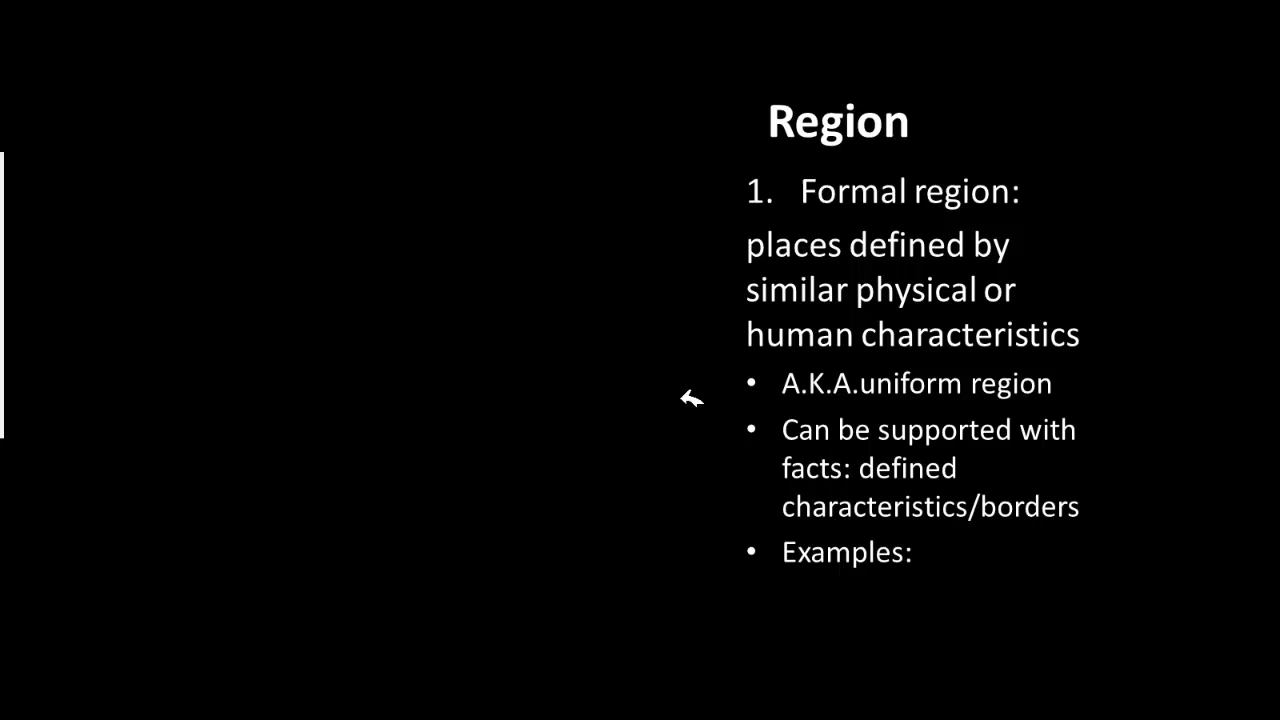 Region
1. Formal region:
places defined by
similar physical or
human characteristics
• A.K.A.uniform region
• Can be supported with
facts: defined
characteristics/borders
• Examples: